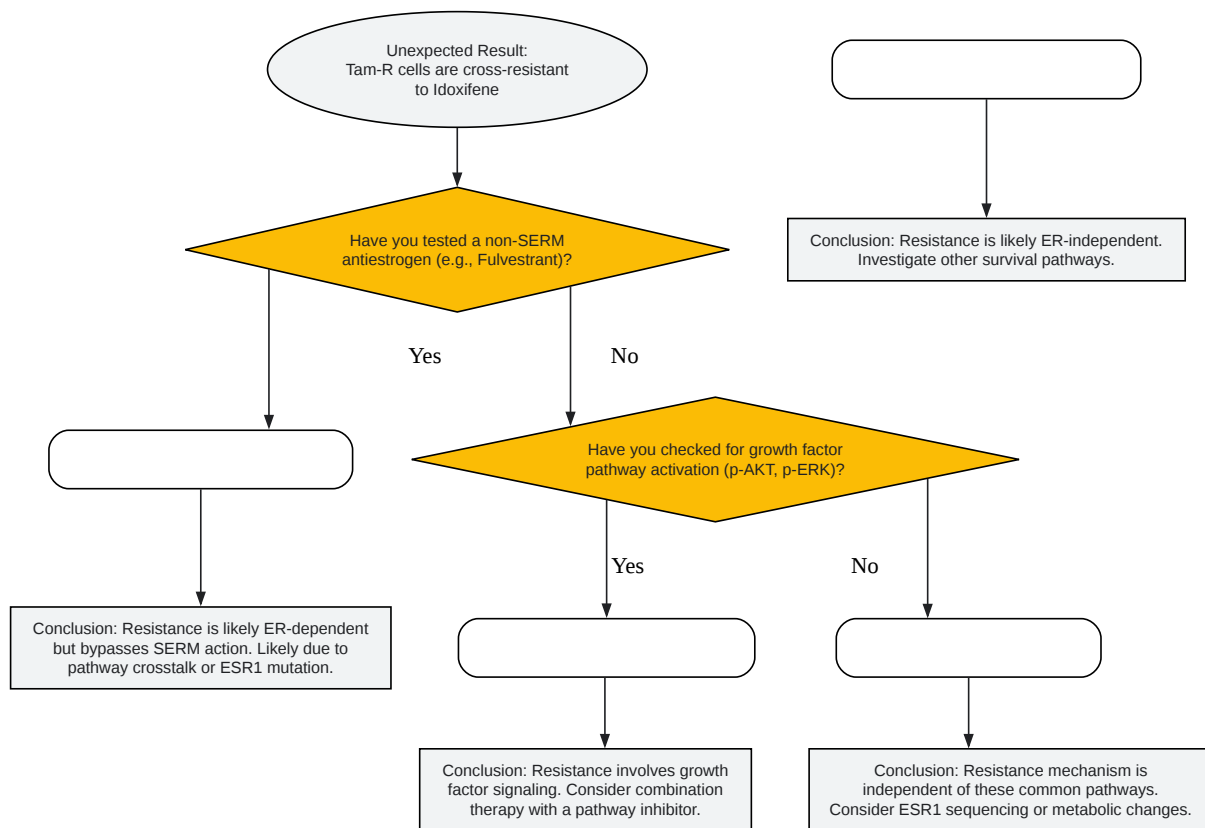 Unexpected Result:
Tam-R cells are cross-resistant
to Idoxifene
Have you tested a non-SERM
antiestrogen (e.g., Fulvestrant)?
Conclusion: Resistance is likely ER-independent.
Investigate other survival pathways.
Yes
No
Have you checked for growth factor
pathway activation (p-AKT, p-ERK)?
Yes
No
Conclusion: Resistance is likely ER-dependent
but bypasses SERM action. Likely due to
pathway crosstalk or ESR1 mutation.
Conclusion: Resistance involves growth
factor signaling. Consider combination
therapy with a pathway inhibitor.
Conclusion: Resistance mechanism is
independent of these common pathways.
Consider ESR1 sequencing or metabolic changes.